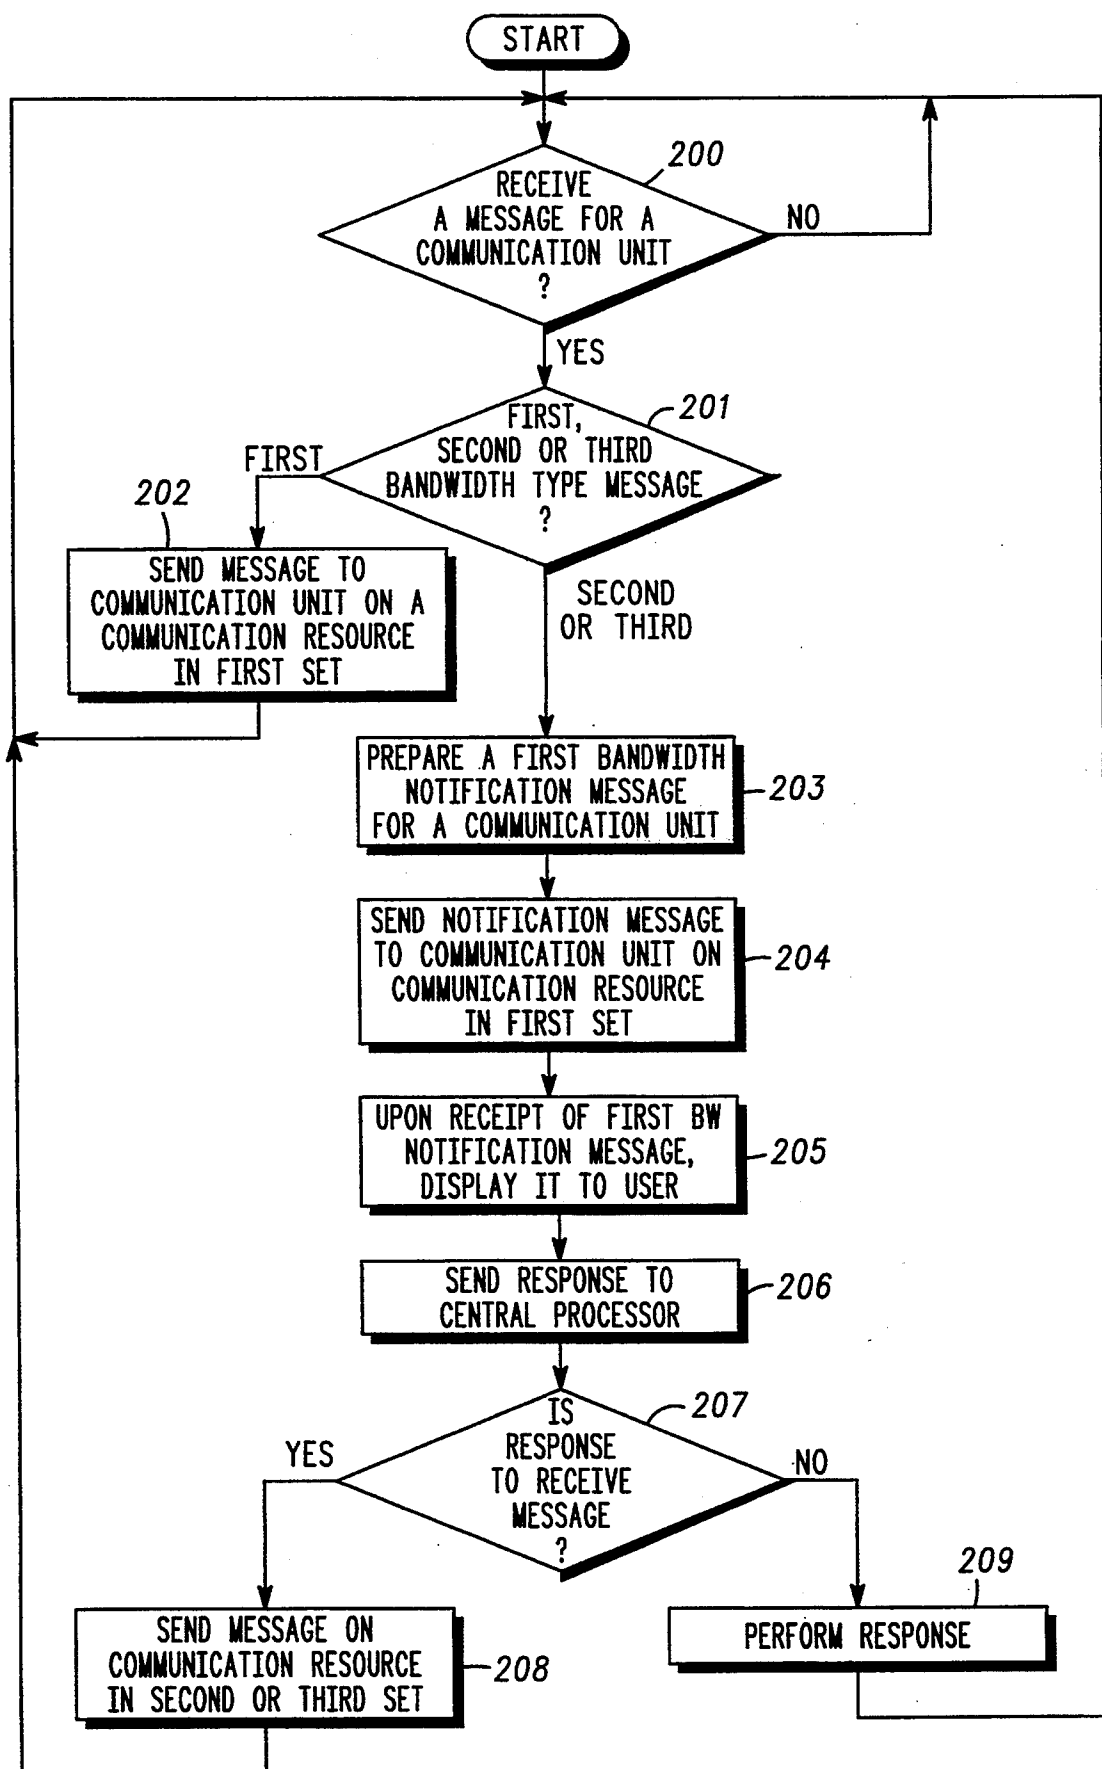 START
200
RECEIVE
A MESSAGE FOR A
COMMUNICATION UNIT
?
NO
YES
201
FIRST,
SECOND OR THIRD
BANDWIDTH TYPE MESSAGE
?
FIRST
202
SEND MESSAGE TO
COMMUNICATION UNIT ON A
COMMUNICATION RESOURCE
IN FIRST SET
SECOND
OR THIRD
PREPARE A FIRST BANDWIDTH
NOTIFICATION MESSAGE
FOR A COMMUNICATION UNIT
203
SEND NOTIFICATION MESSAGE
TO COMMUNICATION UNIT ON
COMMUNICATION RESOURCE
IN FIRST SET
204
UPON RECEIPT OF FIRST BW
NOTIFICATION MESSAGE,
DISPLAY IT TO USER
205
SEND RESPONSE TO
CENTRAL PROCESSOR
206
207
IS
RESPONSE
TO RECEIVE
MESSAGE
?
YES
NO
SEND MESSAGE ON
COMMUNICATION RESOURCE
IN SECOND OR THIRD SET
208
209
PERFORM RESPONSE